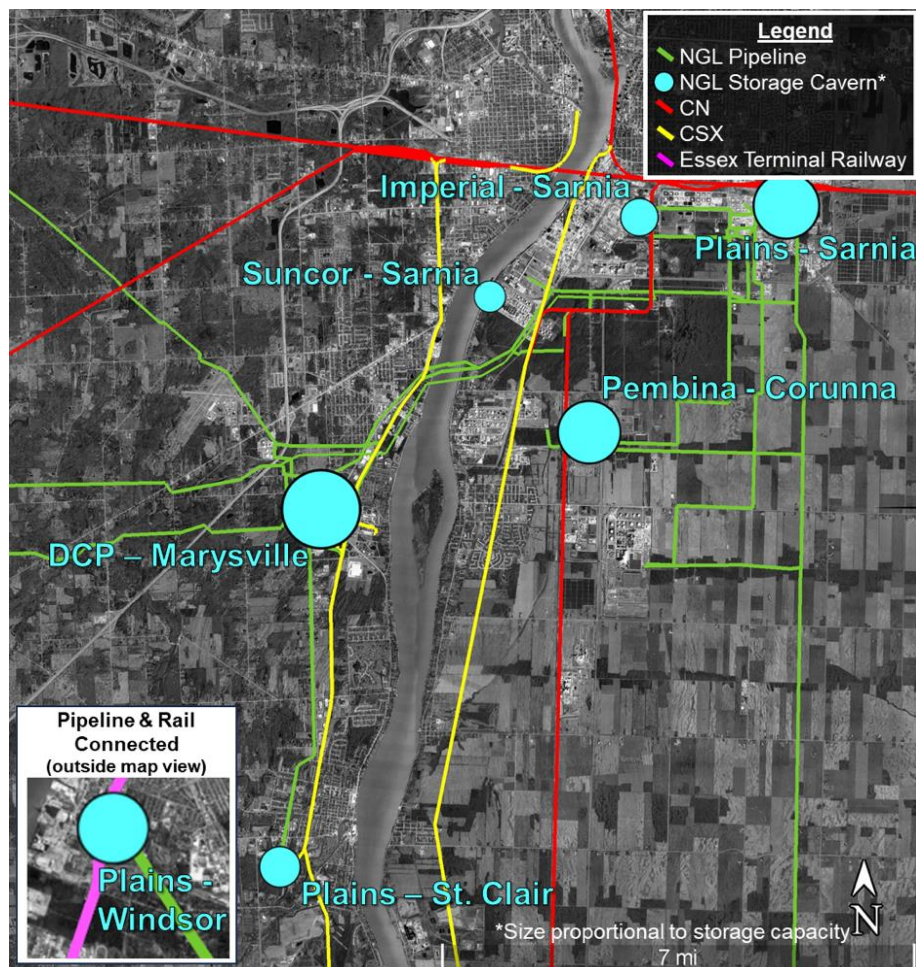 Legend
NGL Pipeline
NGL Storage Cavern*
CN
CSX
Essex Terminal Railway
Imperial - Sarnia
Plains - Sarnia
Suncor - Sarnia
Pembina - Corunna
DCP – Marysville
Pipeline & Rail
Connected
(outside map view)
Plains -
Windsor
Plains – St. Clair
N
*Size proportional to storage capacity
7 mi